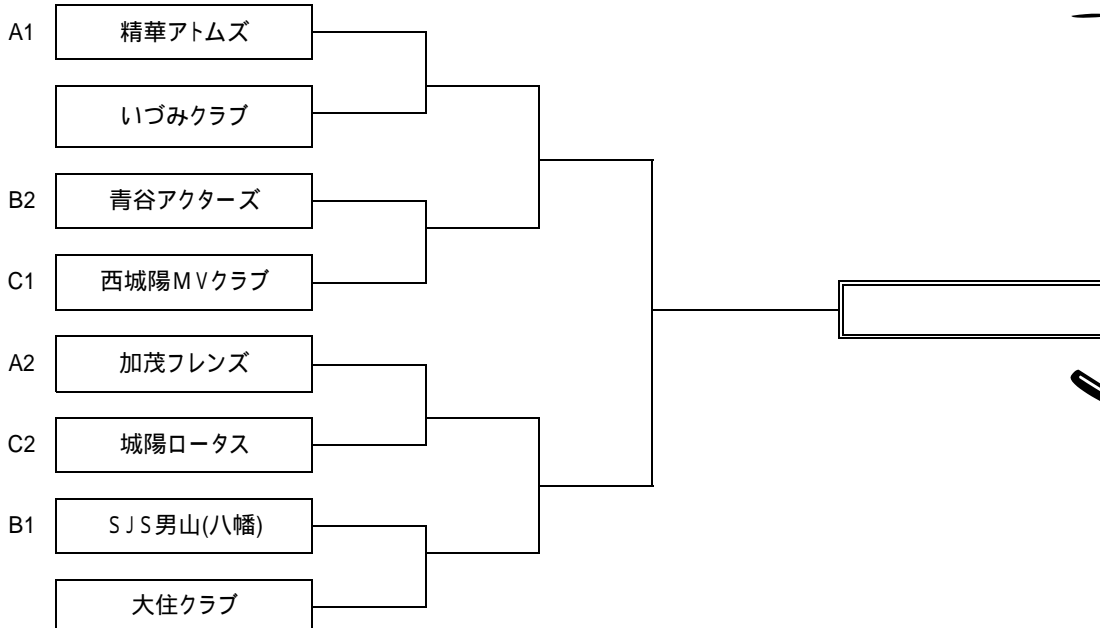 A1 精華アトムズ
いづみクラブ
B2 青谷アクターズ
C1 西城陽MVクラブ
A2 加茂フレンズ
C2 城陽ロータス
B1 SJS男山(八幡)
大住クラブ